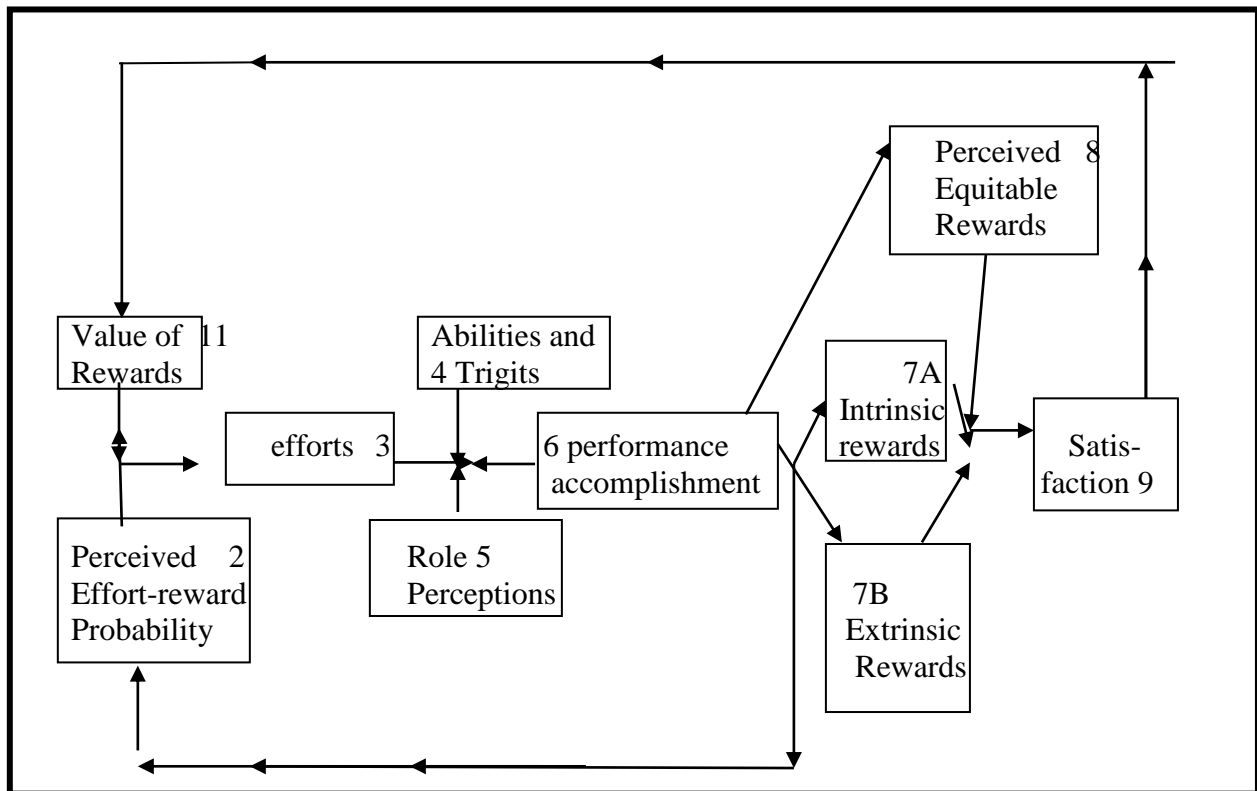 Perceived 8
Equitable
Rewards
Value of 11
Rewards
Abilities and
4 Trigits
7A
Intrinsic
rewards
efforts 3
6 performance
accomplishment
Satis-
faction 9
Perceived 2
Effort-reward
Probability
Role 5
Perceptions
7B
Extrinsic
Rewards